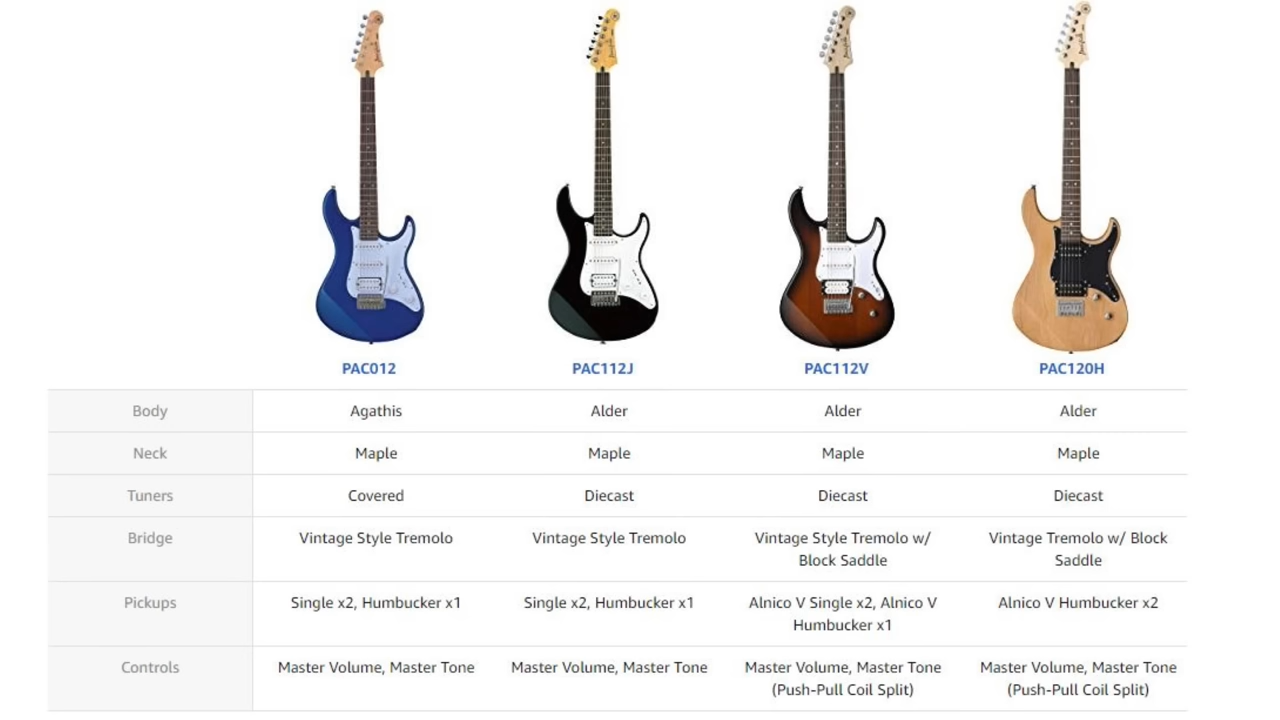 PAC012 PAC112J PAC112V PAC120H
Body Agathis Alder Alder Alder
Neck Maple Maple Maple Maple
Tuners Covered Diecast Diecast Diecast
Bridge Vintage Style Tremolo Vintage Style Tremolo Vintage Style Tremolo w/ Vintage Tremolo w/ Block
Block Saddle Saddle
Pickups Single x2, Humbucker x1 Single x2, Humbucker x1 Alnico V Single x2, Alnico V Alnico V Humbucker x2
Humbucker x1
Controls Master Volume, Master Tone Master Volume, Master Tone Master Volume, Master Tone Master Volume, Master Tone
(Push-Pull Coil Split) (Push-Pull Coil Split)